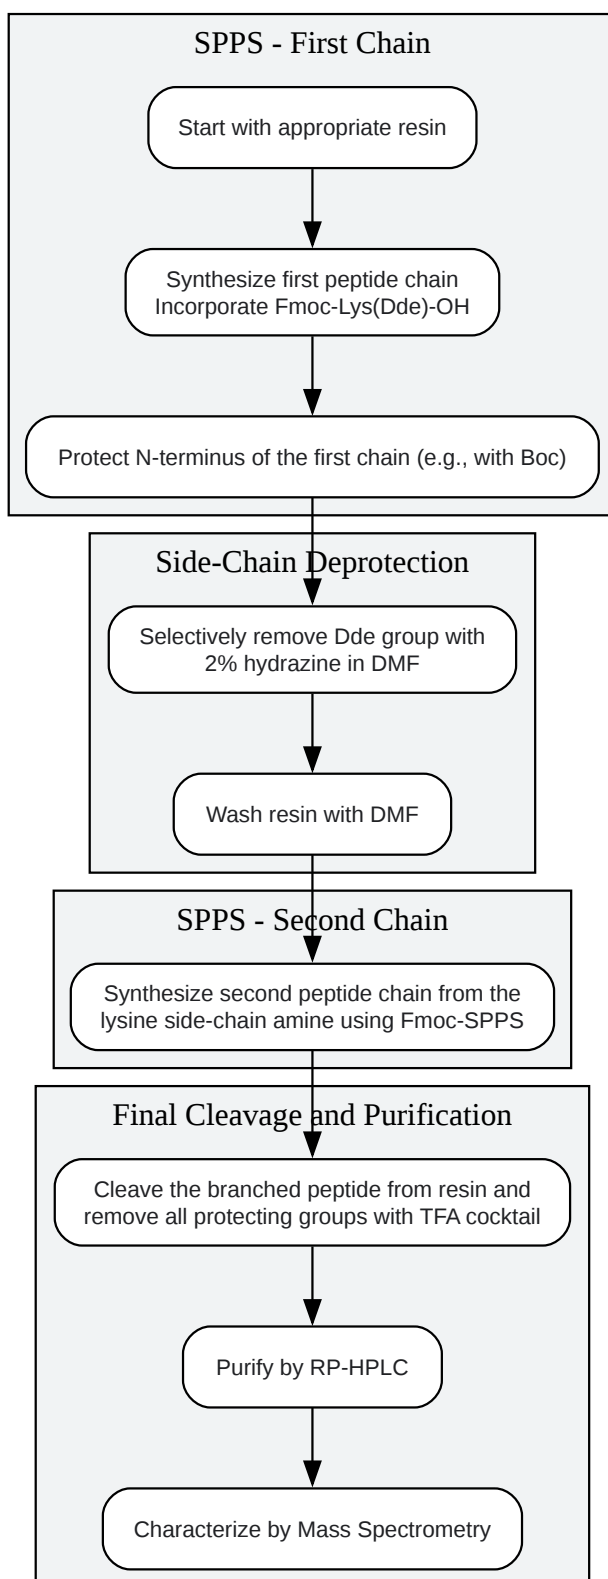 SPPS - First Chain
Start with appropriate resin
Synthesize first peptide chain
Incorporate Fmoc-Lys(Dde)-OH
Protect N-terminus of the first chain (e.g., with Boc)
Side-Chain Deprotection
Selectively remove Dde group with
2% hydrazine in DMF
Wash resin with DMF
SPPS - Second Chain
Synthesize second peptide chain from the
lysine side-chain amine using Fmoc-SPPS
Final Cleavage and Purification
Cleave the branched peptide from resin and
remove all protecting groups with TFA cocktail
Purify by RP-HPLC
Characterize by Mass Spectrometry